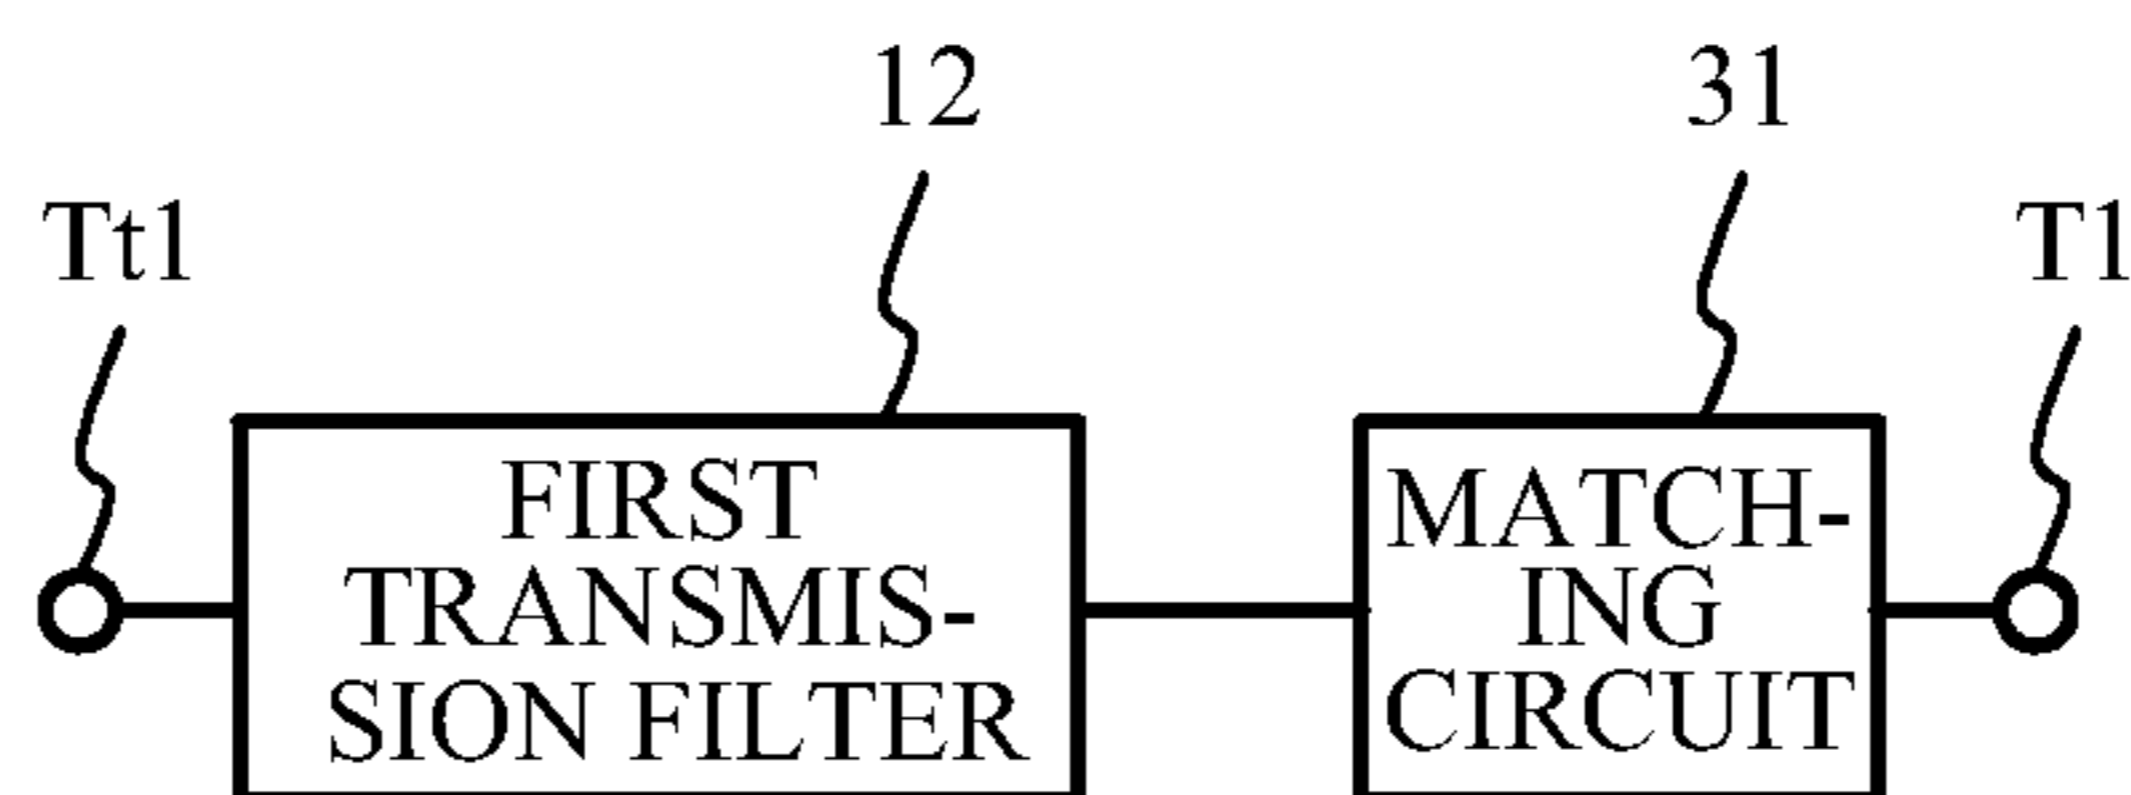 12
31
Tt1
T1
FIRST
TRANSMIS-
SION FILTER
MATCH-
ING
CIRCUIT